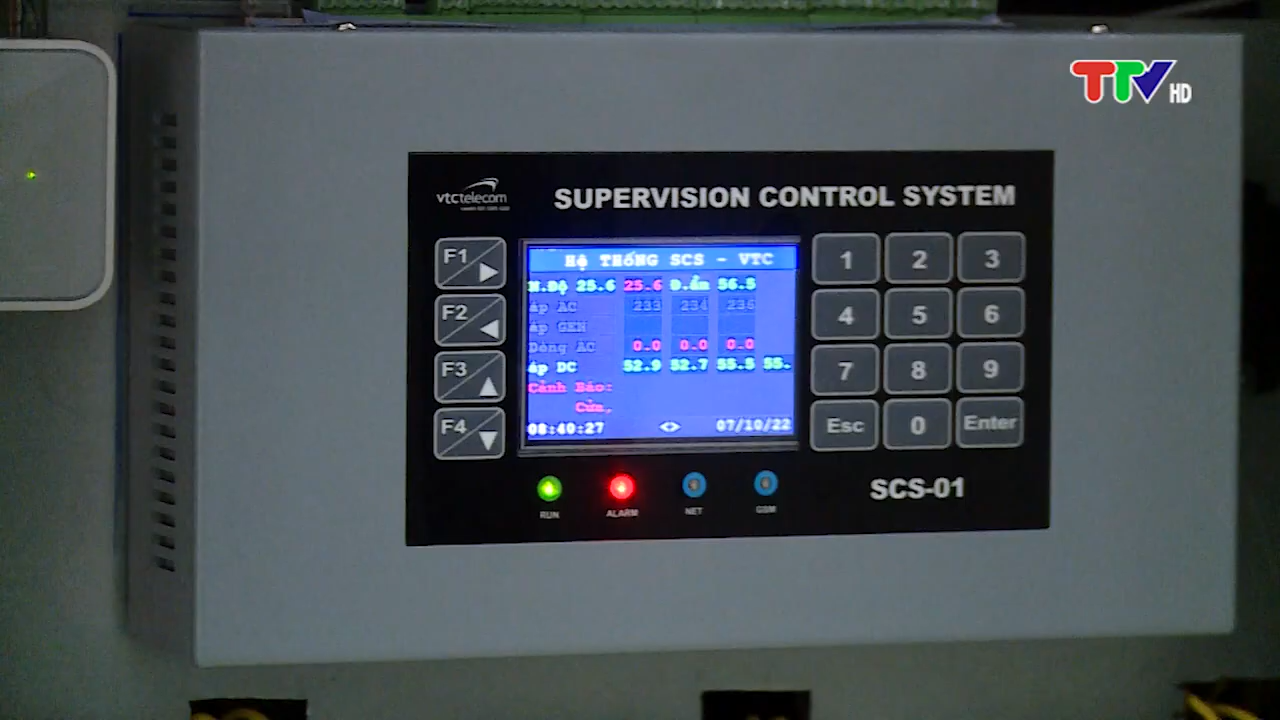 TTV HD
vtctelecom
SUPERVISION CONTROL SYSTEM
F1
F2
F3
F4
Hệ THỐNG SCS - VTC
N.Độ 25.6 25.6 Đ.ẩm 56.5
áp AC 233 234 236
áp GEN
Dòng AC 0.0 0.0 0.0
áp DC 52.9 52.7 55.5 55.
Cảnh Báo:
Cửa.
08:40:27 <> 07/10/22
1 2 3
4 5 6
7 8 9
Esc 0 Enter
RUN ALARM NET GSM
SCS-01